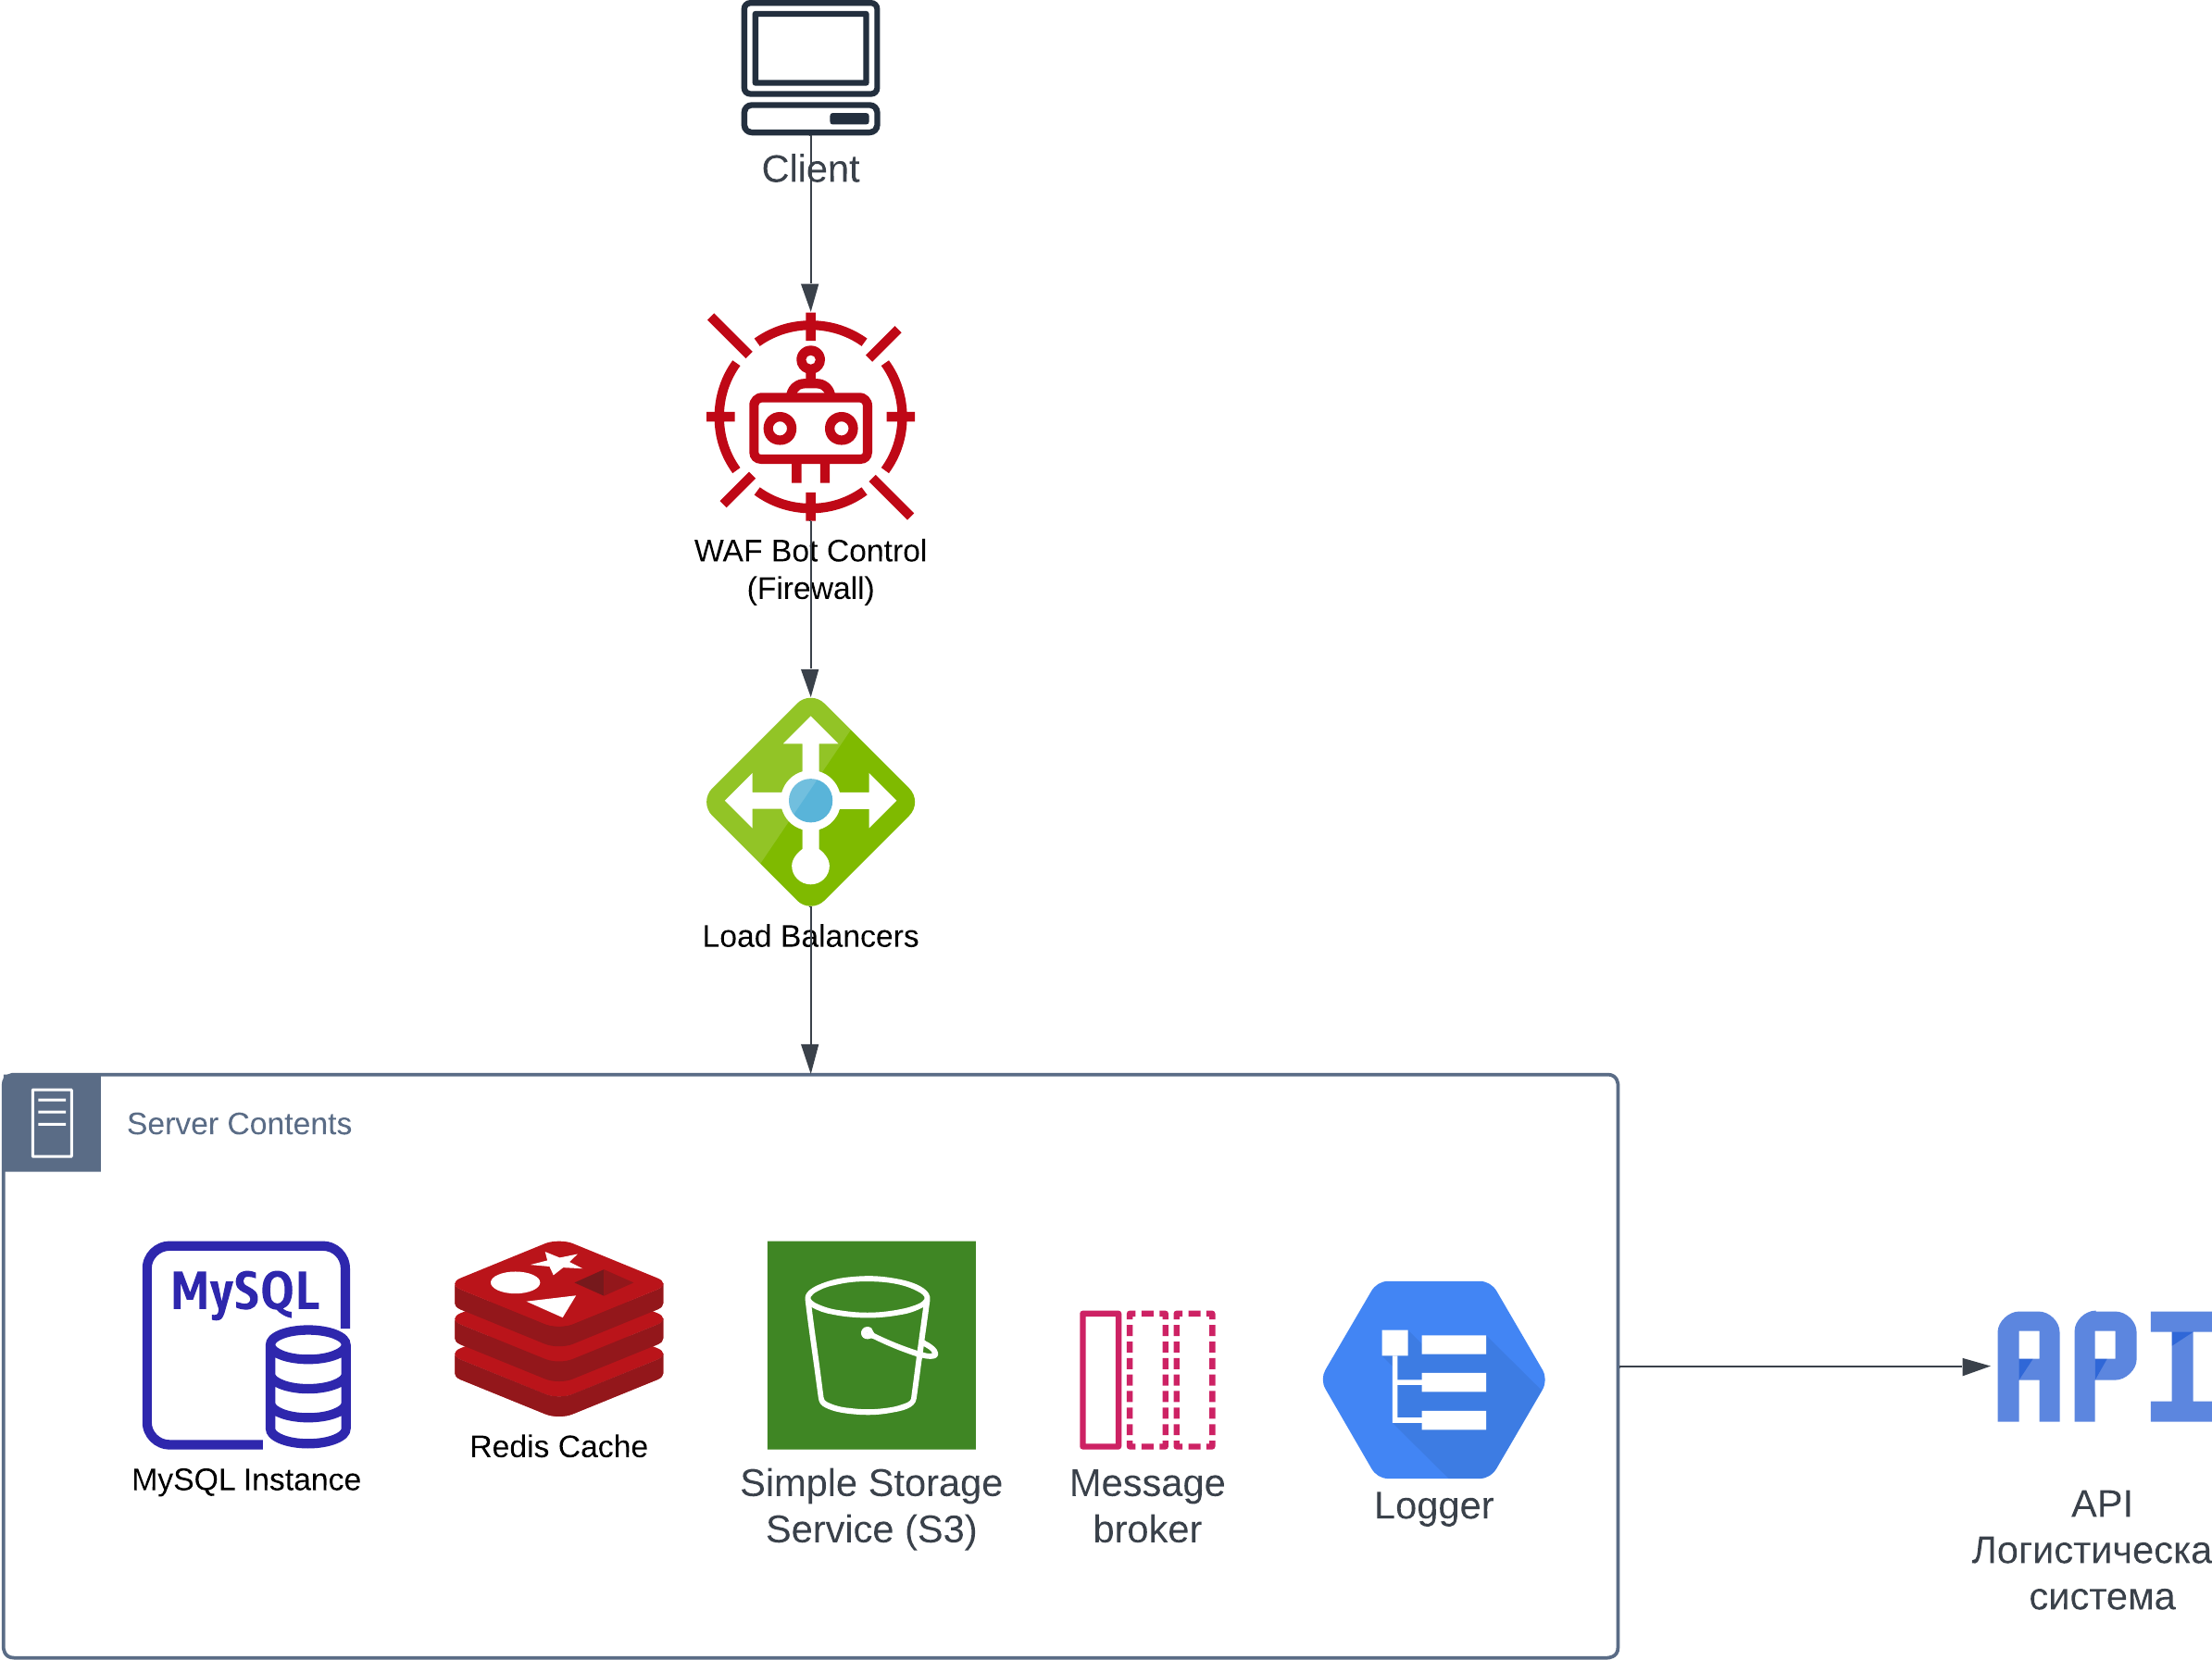 Client
WAF Bot Control
(Firewall)
Load Balancers
Server Contents
MySQL
MySQL Instance
Redis Cache
Simple Storage
Service (S3)
Message
broker
Logger
API
API
Логистическа
система